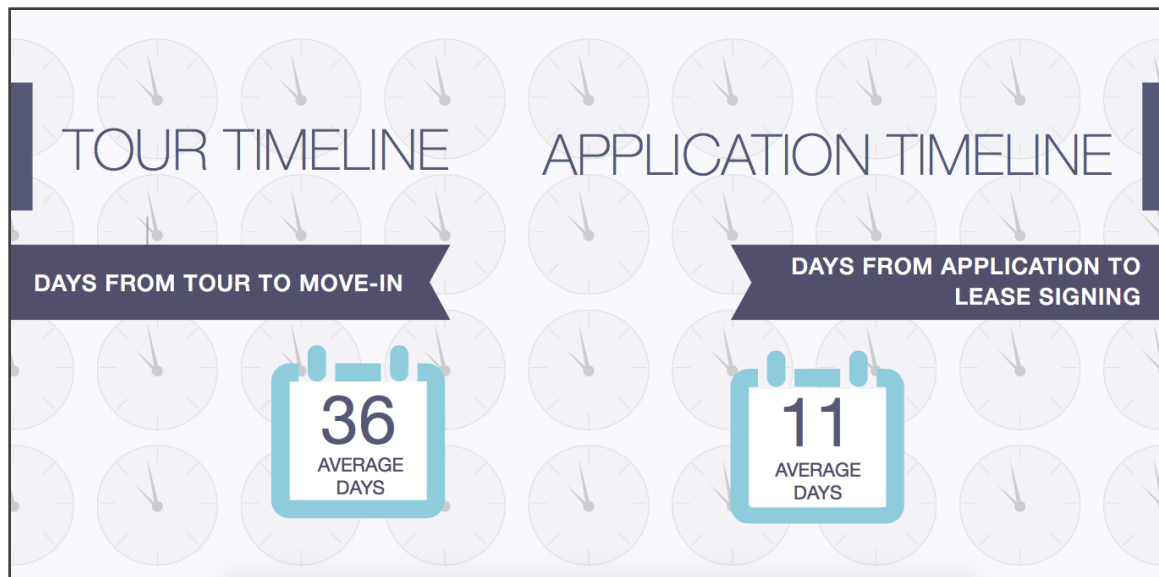 TOUR TIMELINE
DAYS FROM TOUR TO MOVE-IN
36
AVERAGE
DAYS
APPLICATION TIMELINE
DAYS FROM APPLICATION TO
LEASE SIGNING
11
AVERAGE
DAYS